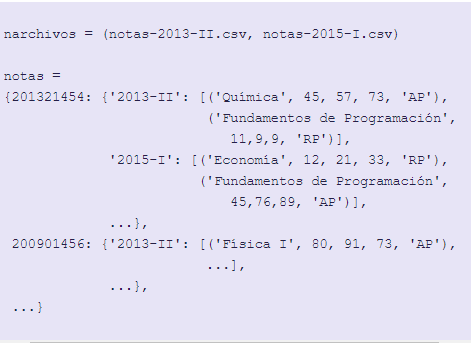 narchivos = (notas-2013-II.csv, notas-2015-I.csv)
notas =
{201321454: {'2013-II': [('Química', 45, 57, 73, 'AP'),
('Fundamentos de Programación',
11,9,9, 'RP')],
'2015-I': [('Economía', 12, 21, 33, 'RP'),
('Fundamentos de Programación',
45,76,89, 'AP')],
...},
200901456: {'2013-II': [('Física I', 80, 91, 73, 'AP'),
...],
...},
...}